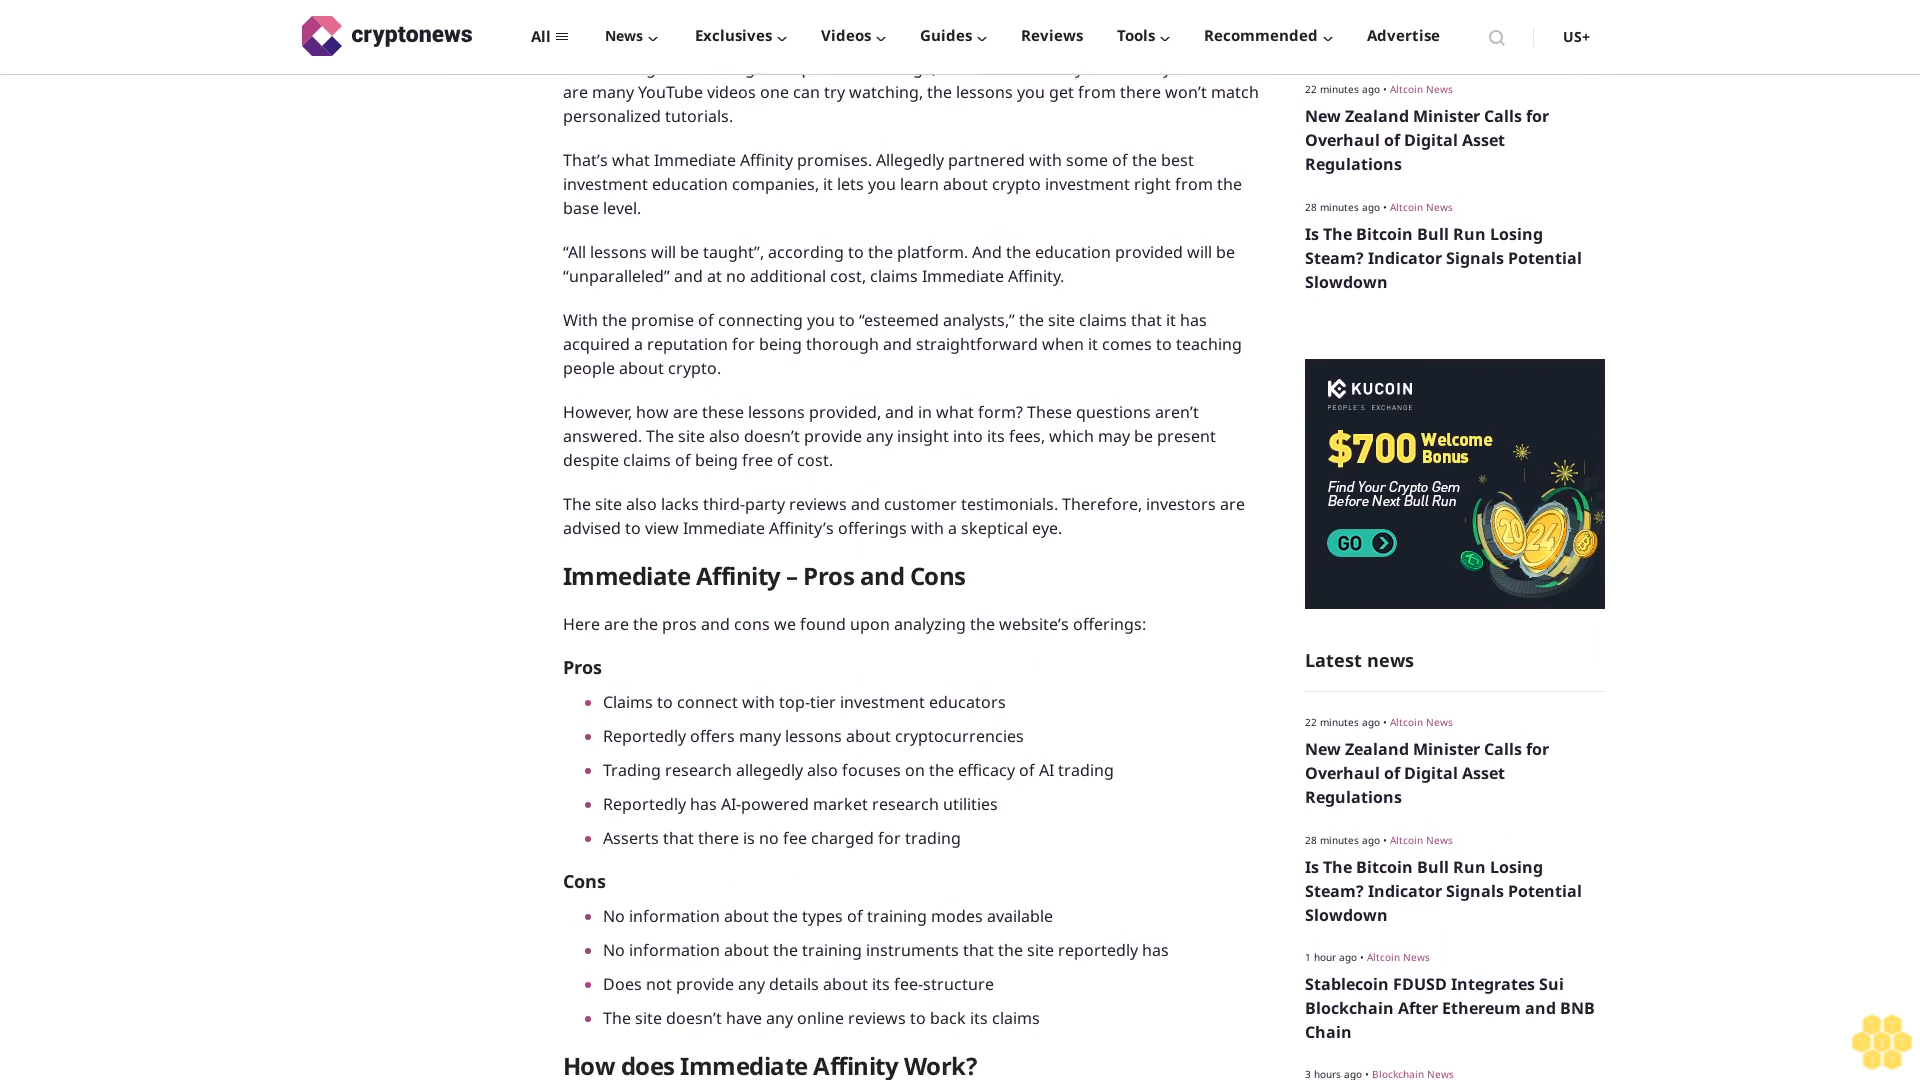 cryptonews
All
News
Exclusives
Videos
Guides
Reviews
Tools
Recommended
Advertise
US+
are many YouTube videos one can try watching, the lessons you get from there won’t match
personalized tutorials.
That’s what Immediate Affinity promises. Allegedly partnered with some of the best
investment education companies, it lets you learn about crypto investment right from the
base level.
“All lessons will be taught”, according to the platform. And the education provided will be
“unparalleled” and at no additional cost, claims Immediate Affinity.
With the promise of connecting you to “esteemed analysts,” the site claims that it has
acquired a reputation for being thorough and straightforward when it comes to teaching
people about crypto.
However, how are these lessons provided, and in what form? These questions aren’t
answered. The site also doesn’t provide any insight into its fees, which may be present
despite claims of being free of cost.
The site also lacks third-party reviews and customer testimonials. Therefore, investors are
advised to view Immediate Affinity’s offerings with a skeptical eye.
Immediate Affinity – Pros and Cons
Here are the pros and cons we found upon analyzing the website’s offerings:
Pros
Claims to connect with top-tier investment educators
Reportedly offers many lessons about cryptocurrencies
Trading research allegedly also focuses on the efficacy of AI trading
Reportedly has AI-powered market research utilities
Asserts that there is no fee charged for trading
Cons
No information about the types of training modes available
No information about the training instruments that the site reportedly has
Does not provide any details about its fee-structure
The site doesn’t have any online reviews to back its claims
How does Immediate Affinity Work?
22 minutes ago • Altcoin News
New Zealand Minister Calls for
Overhaul of Digital Asset
Regulations
28 minutes ago • Altcoin News
Is The Bitcoin Bull Run Losing
Steam? Indicator Signals Potential
Slowdown
KUCOIN
PEOPLE'S EXCHANGE
$700 Welcome
Bonus
Find Your Crypto Gem
Before Next Bull Run
GO
20 24
Latest news
22 minutes ago • Altcoin News
New Zealand Minister Calls for
Overhaul of Digital Asset
Regulations
28 minutes ago • Altcoin News
Is The Bitcoin Bull Run Losing
Steam? Indicator Signals Potential
Slowdown
1 hour ago • Altcoin News
Stablecoin FDUSD Integrates Sui
Blockchain After Ethereum and BNB
Chain
3 hours ago • Blockchain News